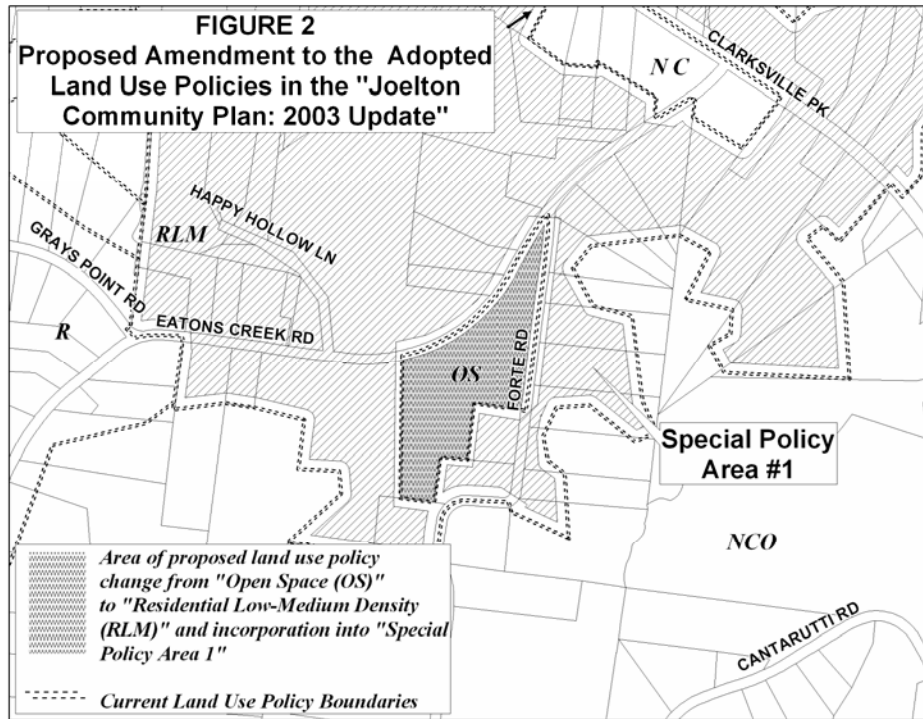 FIGURE 2
Proposed Amendment to the Adopted
Land Use Policies in the "Joelton
Community Plan: 2003 Update"
N C
CLARKSVILLE PK
HAPPY HOLLOW LN
RLM
GRAYS POINT RD
R
EATONS CREEK RD
OS
FORTE RD
Special Policy
Area #1
NCO
CANTARUTTI RD
Area of proposed land use policy
change from "Open Space (OS)"
to "Residential Low-Medium Density
(RLM)" and incorporation into "Special
Policy Area 1"
Current Land Use Policy Boundaries